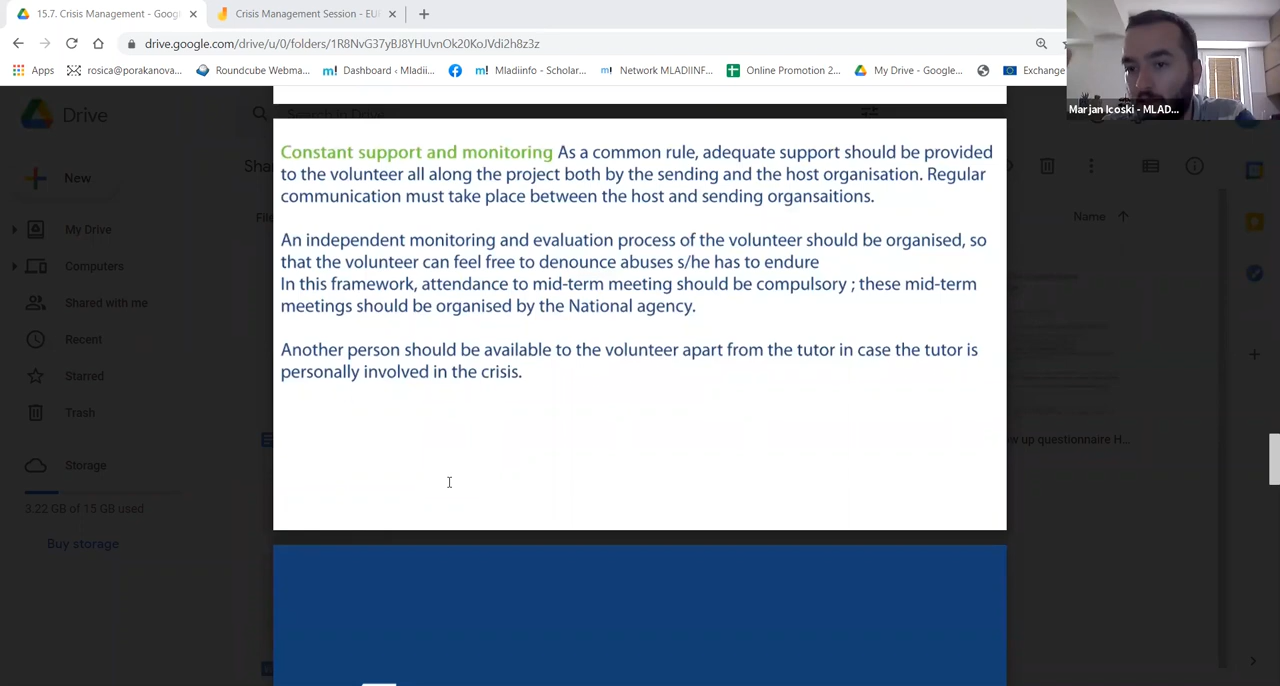 15.7. Crisis Management - Goog
Crisis Management Session - EU
drive.google.com/drive/u/0/folders/1R8NvG37yBJ8YHUvnOk20KoJVdi2h8z3z
Apps
rosica@porakanova...
Roundcube Webma...
Dashboard ‹ Mladii...
Mladiinfo - Scholar...
Network MLADIINF...
Online Promotion 2...
My Drive - Google...
Exchange
Marjan Icoski - MLAD...
Drive
Search in Drive
New
Shar
Name
My Drive
Computers
Shared with me
Recent
Starred
Trash
Storage
3.22 GB of 15 GB used
Buy storage
Constant support and monitoring As a common rule, adequate support should be provided
to the volunteer all along the project both by the sending and the host organisation. Regular
communication must take place between the host and sending organsaitions.
An independent monitoring and evaluation process of the volunteer should be organised, so
that the volunteer can feel free to denounce abuses s/he has to endure
In this framework, attendance to mid-term meeting should be compulsory ; these mid-term
meetings should be organised by the National agency.
Another person should be available to the volunteer apart from the tutor in case the tutor is
personally involved in the crisis.
w up questionnaire H...